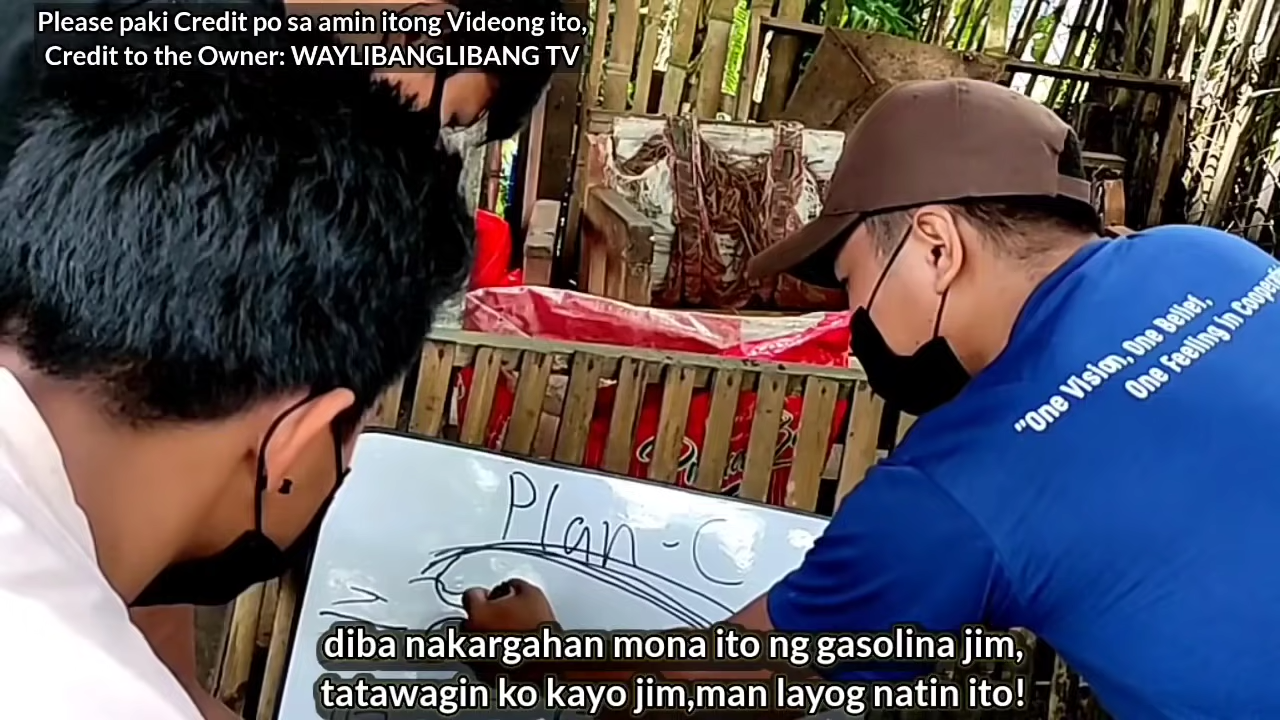 Please paki Credit po sa amin itong Videong ito,
Credit to the Owner: WAYLIBANGLIBANG TV
"One Vision, One Belief,
One Feeling in Cooperati
Plan-C
diba nakargahan mona ito ng gasolina jim,
tatawagin ko kayo jim,man layog natin ito!